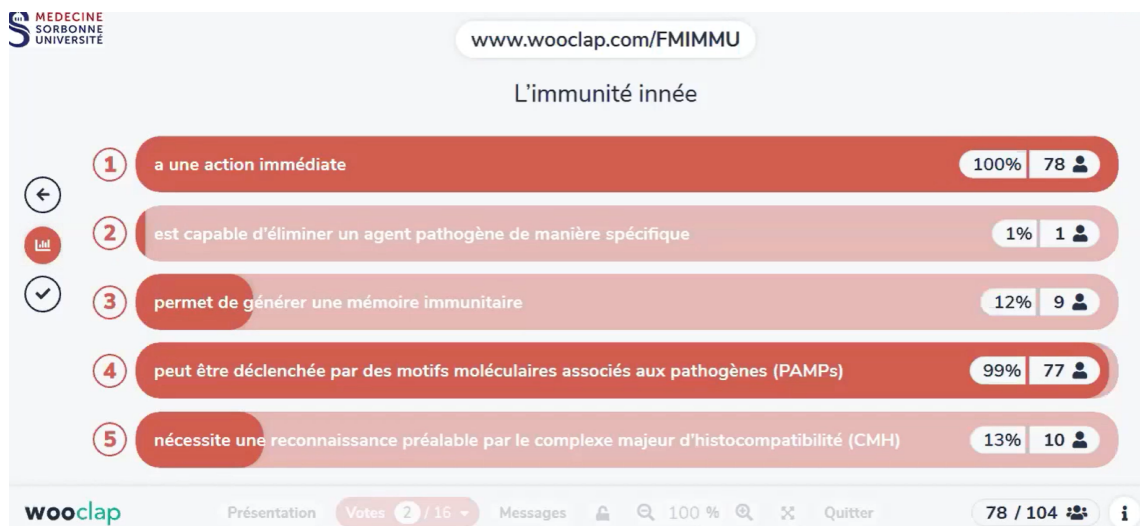 MEDECINE
SORBONNE
UNIVERSITÉ
www.wooclap.com/FMIMMU
L'immunité innée
1 a une action immédiate 100% 78
2 est capable d'éliminer un agent pathogène de manière spécifique 1% 1
3 permet de générer une mémoire immunitaire 12% 9
4 peut être déclenchée par des motifs moléculaires associés aux pathogènes (PAMPs) 99% 77
5 nécessite une reconnaissance préalable par le complexe majeur d'histocompatibilité (CMH) 13% 10
wooclap Présentation Votes 2 / 16 Messages 100 % Quitter 78 / 104 i